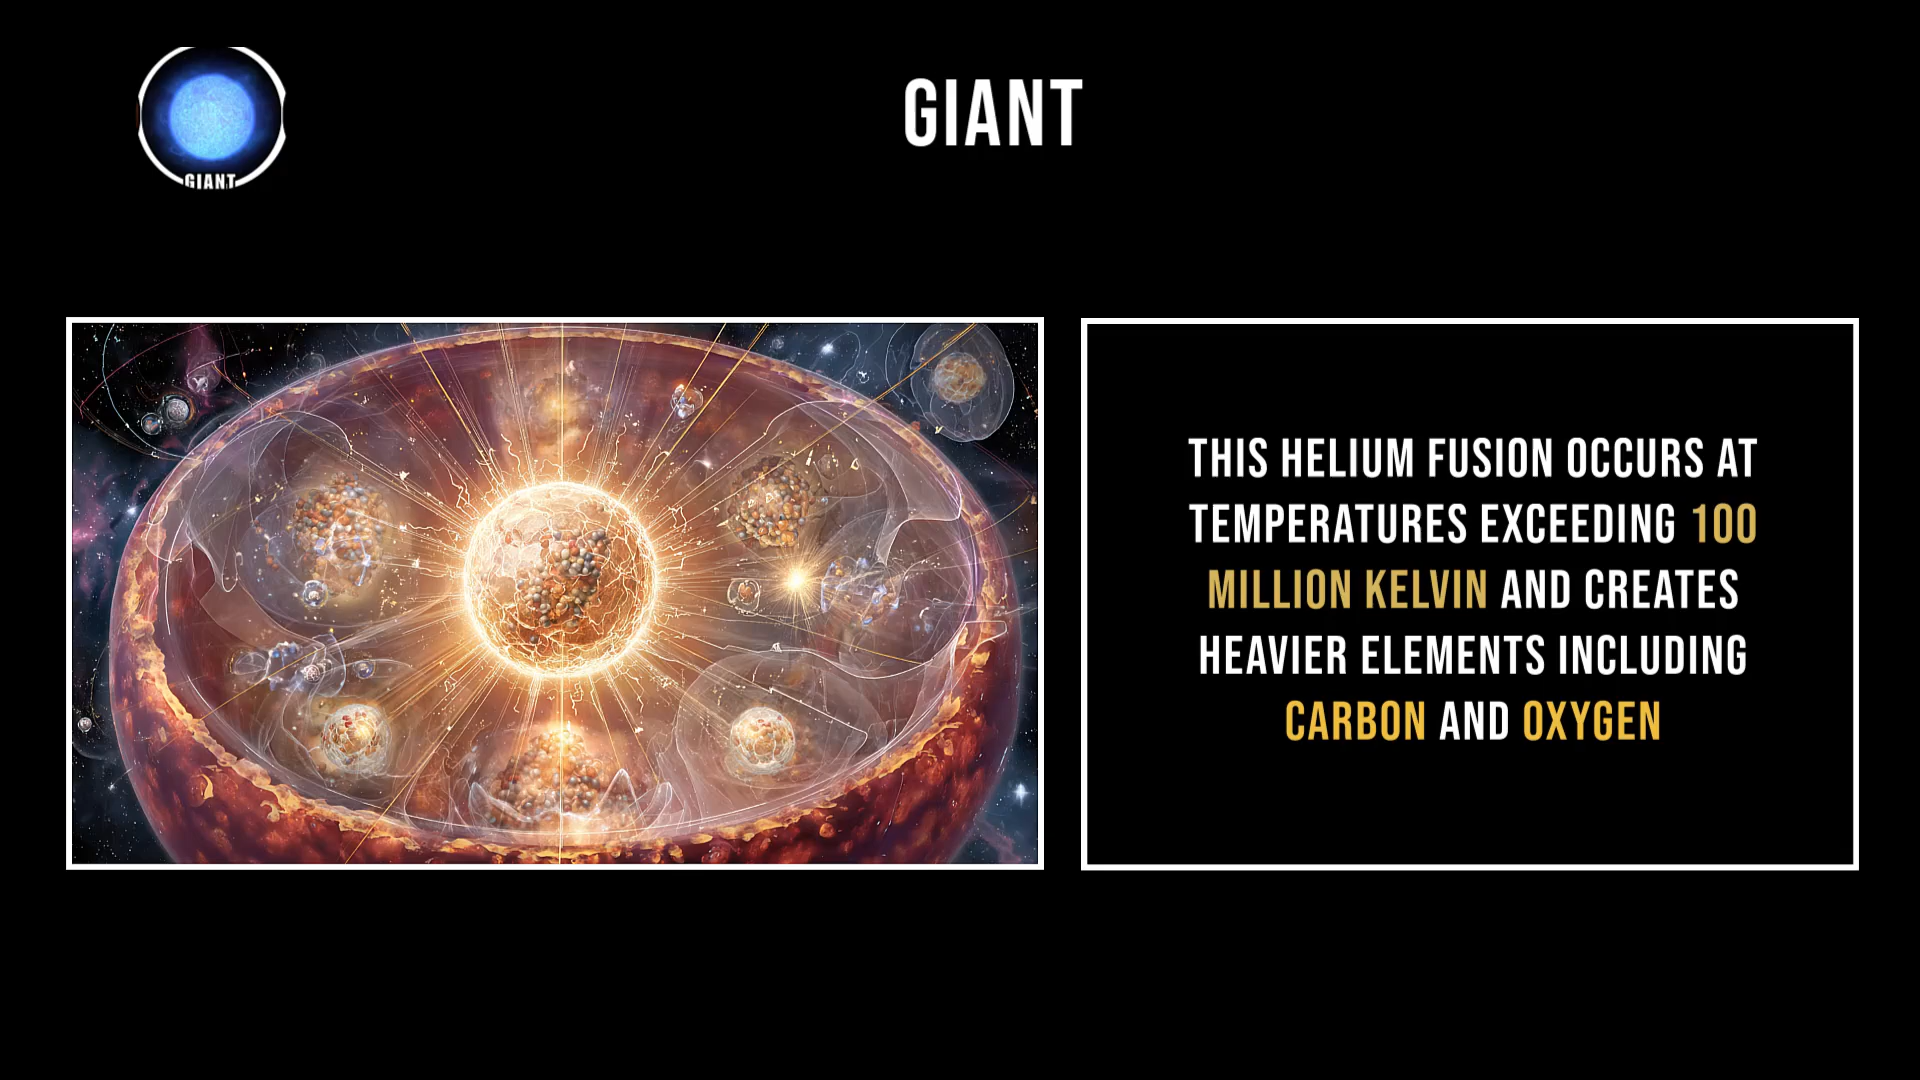 GIANT
GIANT
THIS HELIUM FUSION OCCURS AT
TEMPERATURES EXCEEDING 100
MILLION KELVIN AND CREATES
HEAVIER ELEMENTS INCLUDING
CARBON AND OXYGEN